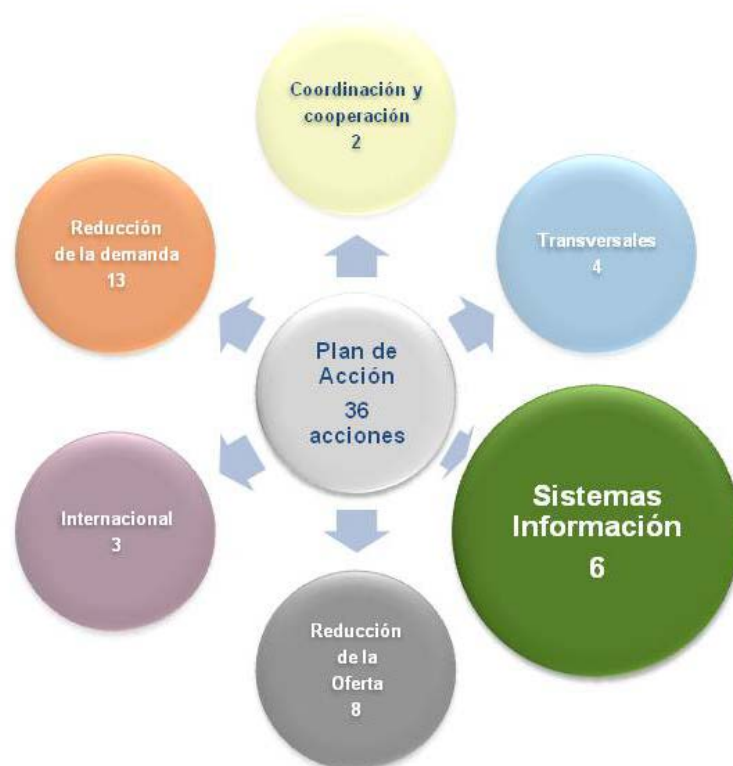 Coordinación y
cooperación
2
Reducción
de la demanda
13
Transversales
4
Plan de
Acción
36
acciones
Sistemas
Información
6
Internacional
3
Reducción
de la
Oferta
8